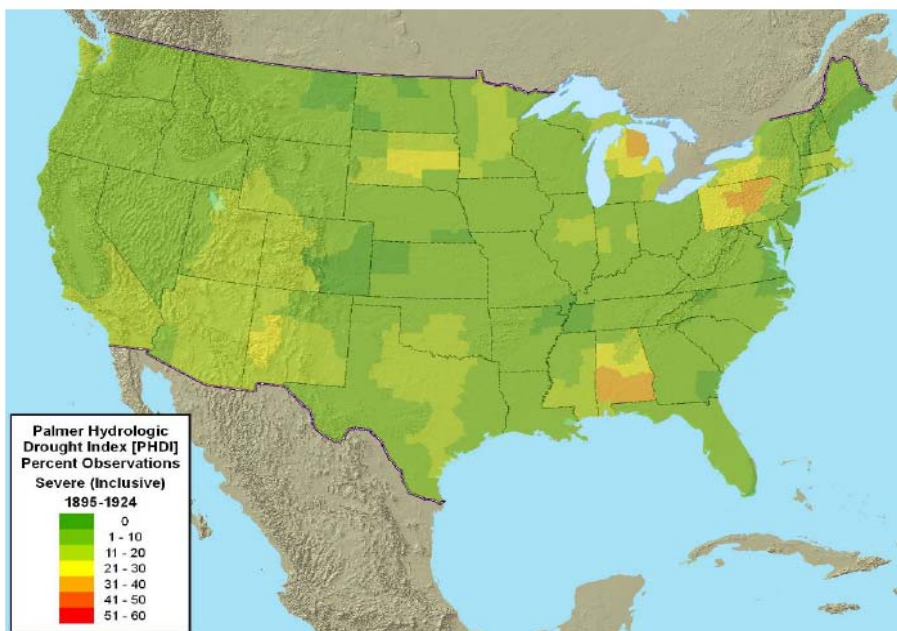 Palmer Hydrologic
Drought Index [PHDI]
Percent Observations
Severe (Inclusive)
1895-1924
0
1 - 10
11 - 20
21 - 30
31 - 40
41 - 50
51 - 60